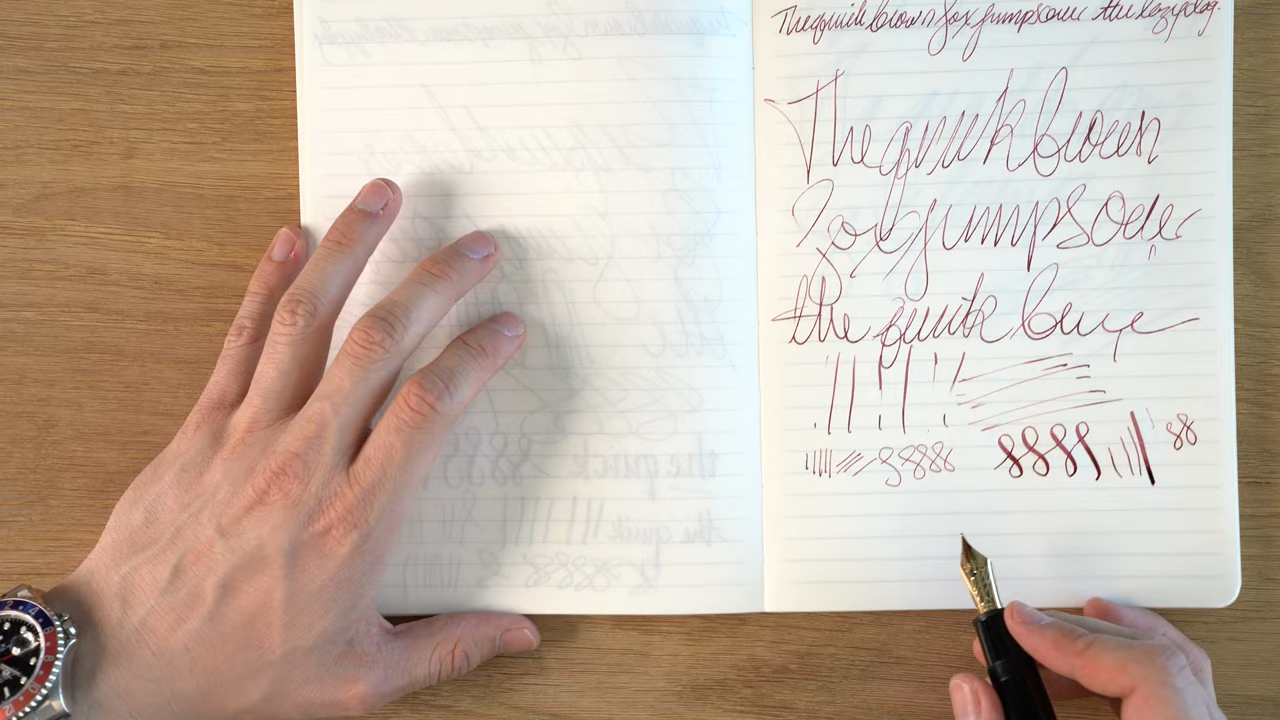 The quick brown fox jumps over the lazy dog.
The quick brown
fox jumps over
the quick
8888 8888 88